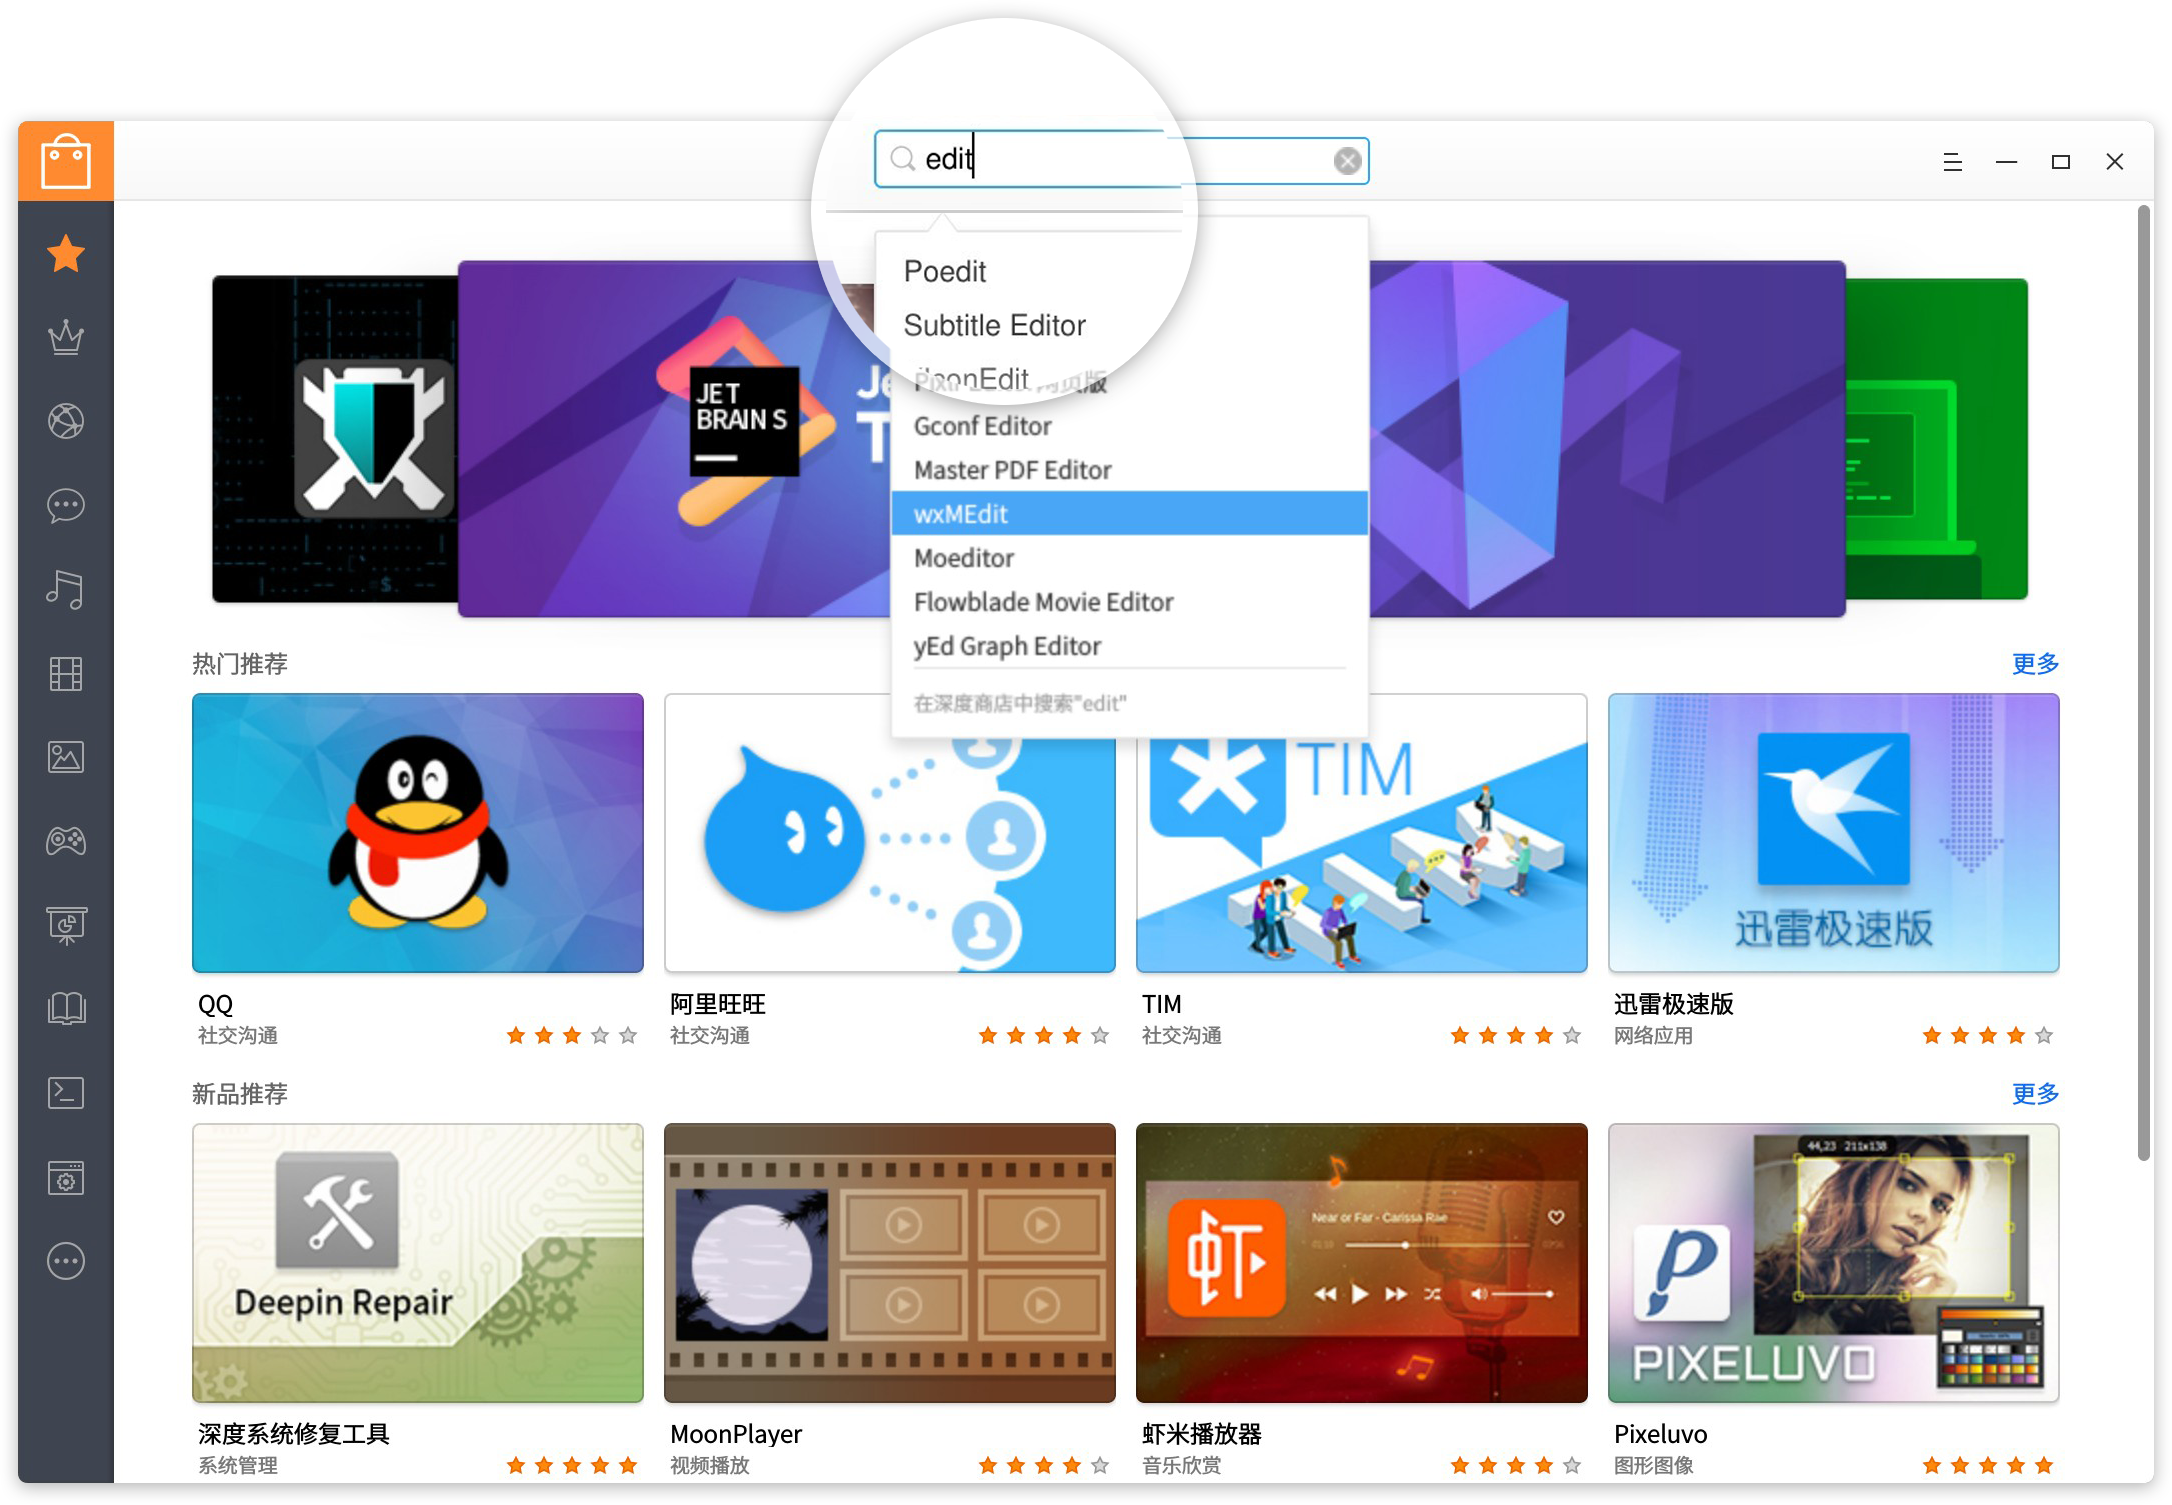 edit
Poedit
Subtitle Editor
JsonEdit
网页版
Gconf Editor
Master PDF Editor
wxMEdit
Moeditor
Flowblade Movie Editor
yEd Graph Editor
在深度商店中搜索"edit"
JET
BRAINS
热门推荐
更多
TIM
迅雷极速版
QQ
社交沟通
阿里旺旺
社交沟通
TIM
社交沟通
迅雷极速版
网络应用
新品推荐
更多
Deepin Repair
Near or Far - Carissa Rae
虾
44,23 211x138
PIXELUVO
深度系统修复工具
系统管理
MoonPlayer
视频播放
虾米播放器
音乐欣赏
Pixeluvo
图形图像